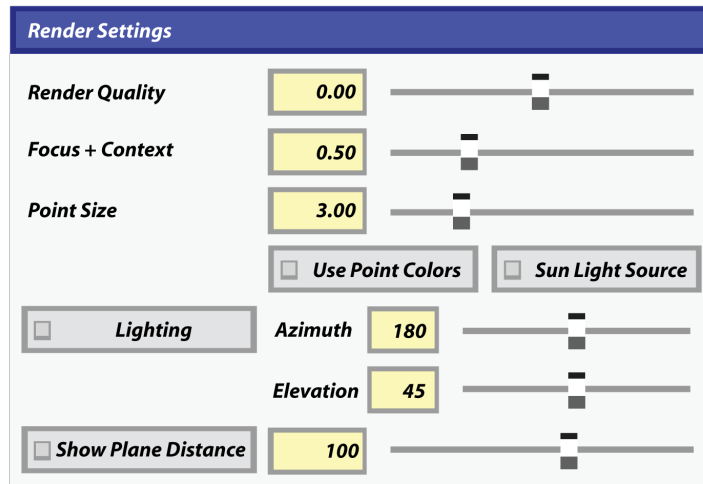 Render Settings
Render Quality 0.00
Focus + Context 0.50
Point Size 3.00
Use Point Colors Sun Light Source
Lighting Azimuth 180
Elevation 45
Show Plane Distance 100